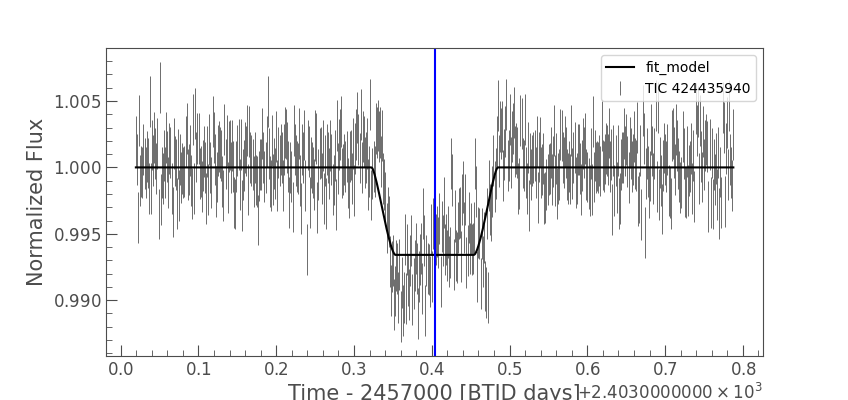 fit_model
TIC 424435940
Normalized Flux
1.005
1.000
0.995
0.990
0.0 0.1 0.2 0.3 0.4 0.5 0.6 0.7 0.8
Time - 2457000 [BTJD days]
+2.4030000000 × 10³